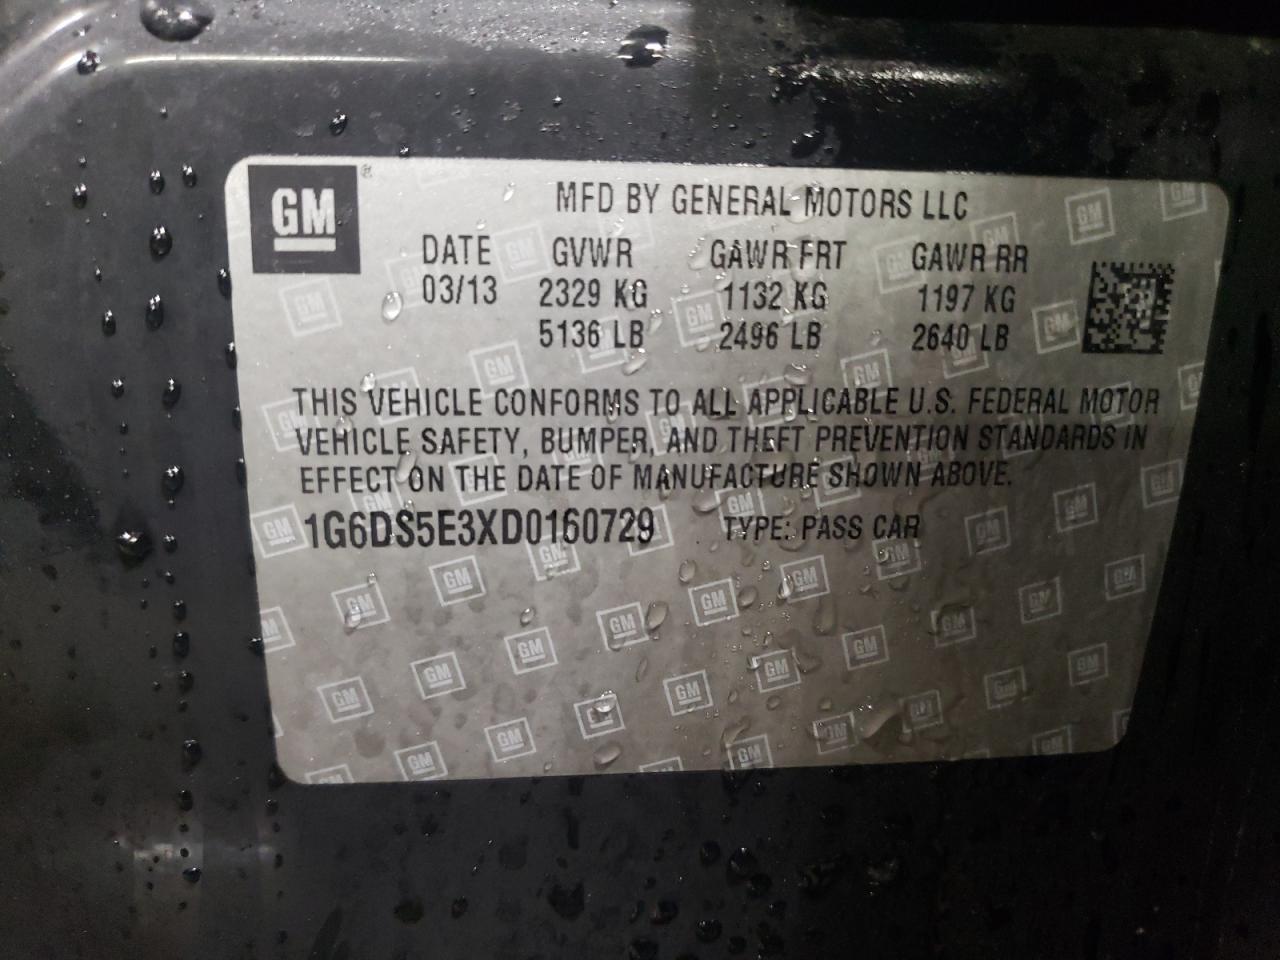 GM®
MFD BY GENERAL MOTORS LLC
DATE GVWR GAWR FRT GAWR RR
03/13 2329 KG 1132 KG 1197 KG
5136 LB 2496 LB 2640 LB
THIS VEHICLE CONFORMS TO ALL APPLICABLE U.S. FEDERAL MOTOR
VEHICLE SAFETY, BUMPER, AND THEFT PREVENTION STANDARDS IN
EFFECT ON THE DATE OF MANUFACTURE SHOWN ABOVE.
1G6DS5E3XD0160729 TYPE: PASS CAR